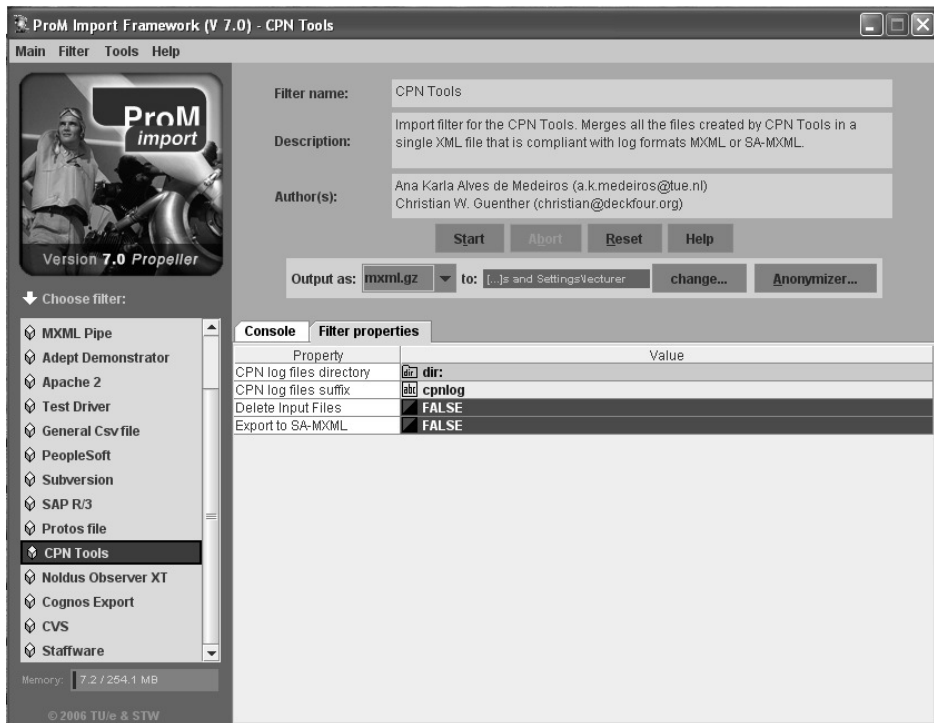 ProM Import Framework (V 7.0) - CPN Tools
Main Filter Tools Help
ProM
import
Version 7.0 Propeller
Choose filter:
MXML Pipe
Adept Demonstrator
Apache 2
Test Driver
General Csv file
PeopleSoft
Subversion
SAP R/3
Protos file
CPN Tools
Noldus Observer XT
Cognos Export
CVS
Staffware
Memory: 7.2 / 254.1 MB
© 2006 TU/e & STW
Filter name: CPN Tools
Description: Import filter for the CPN Tools. Merges all the files created by CPN Tools in a
single XML file that is compliant with log formats MXML or SA-MXML.
Author(s): Ana Karla Alves de Medeiros (a.k.medeiros@tue.nl)
Christian W. Guenther (christian@deckfour.org)
Start Abort Reset Help
Output as: mxml.gz to: [...]s and Settings\lecturer change... Anonymizer...
Console Filter properties
Property Value
CPN log files directory dir dir:
CPN log files suffix abc cpnlog
Delete Input Files FALSE
Export to SA-MXML FALSE